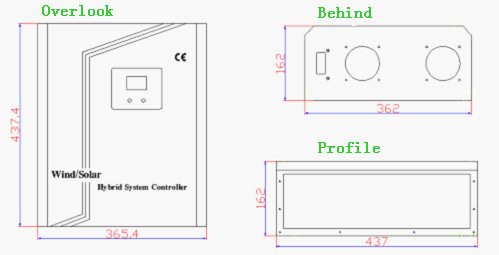 Overlook
CE
437.4
Wind/Solar
Hybrid System Controller
365.4
Behind
162
362
Profile
162
437